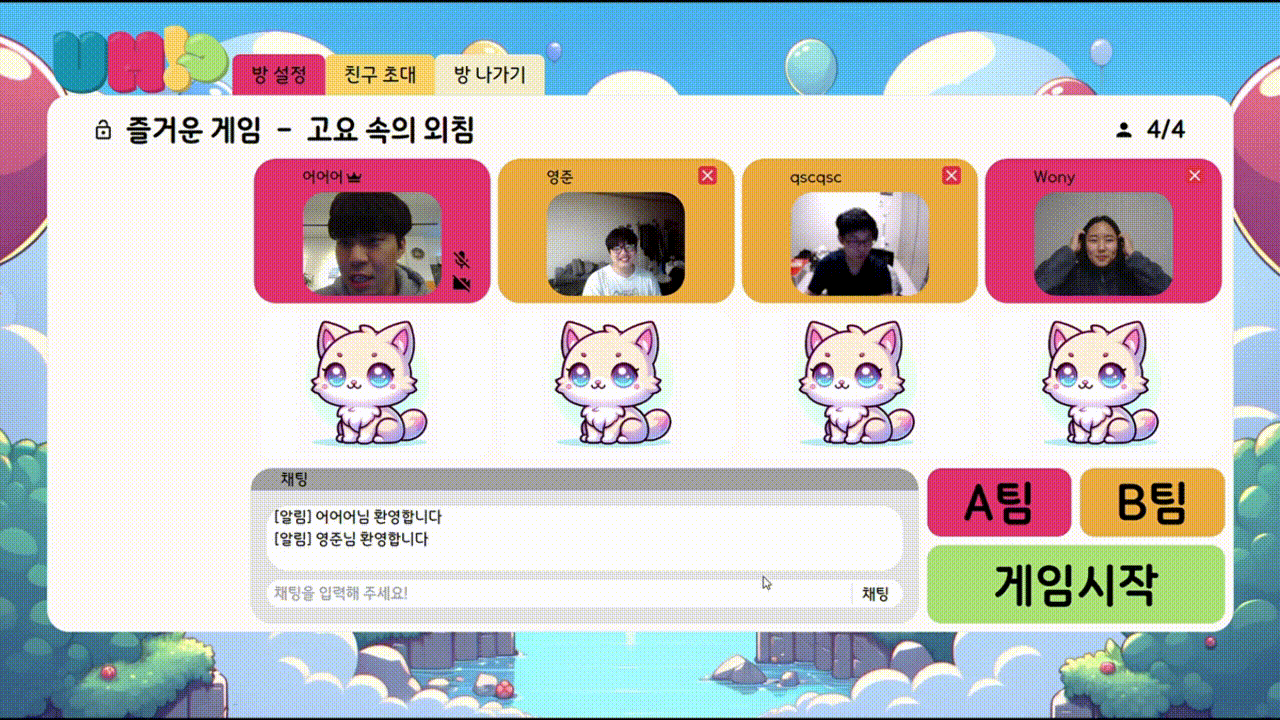 방 설정
친구 초대
방 나가기
즐거운 게임 - 고요 속의 외침
4/4
어어어
영준
qscqsc
Wony
채팅
[알림] 어어어님 환영합니다
[알림] 영준님 환영합니다
채팅을 입력해 주세요!
채팅
A팀
B팀
게임시작